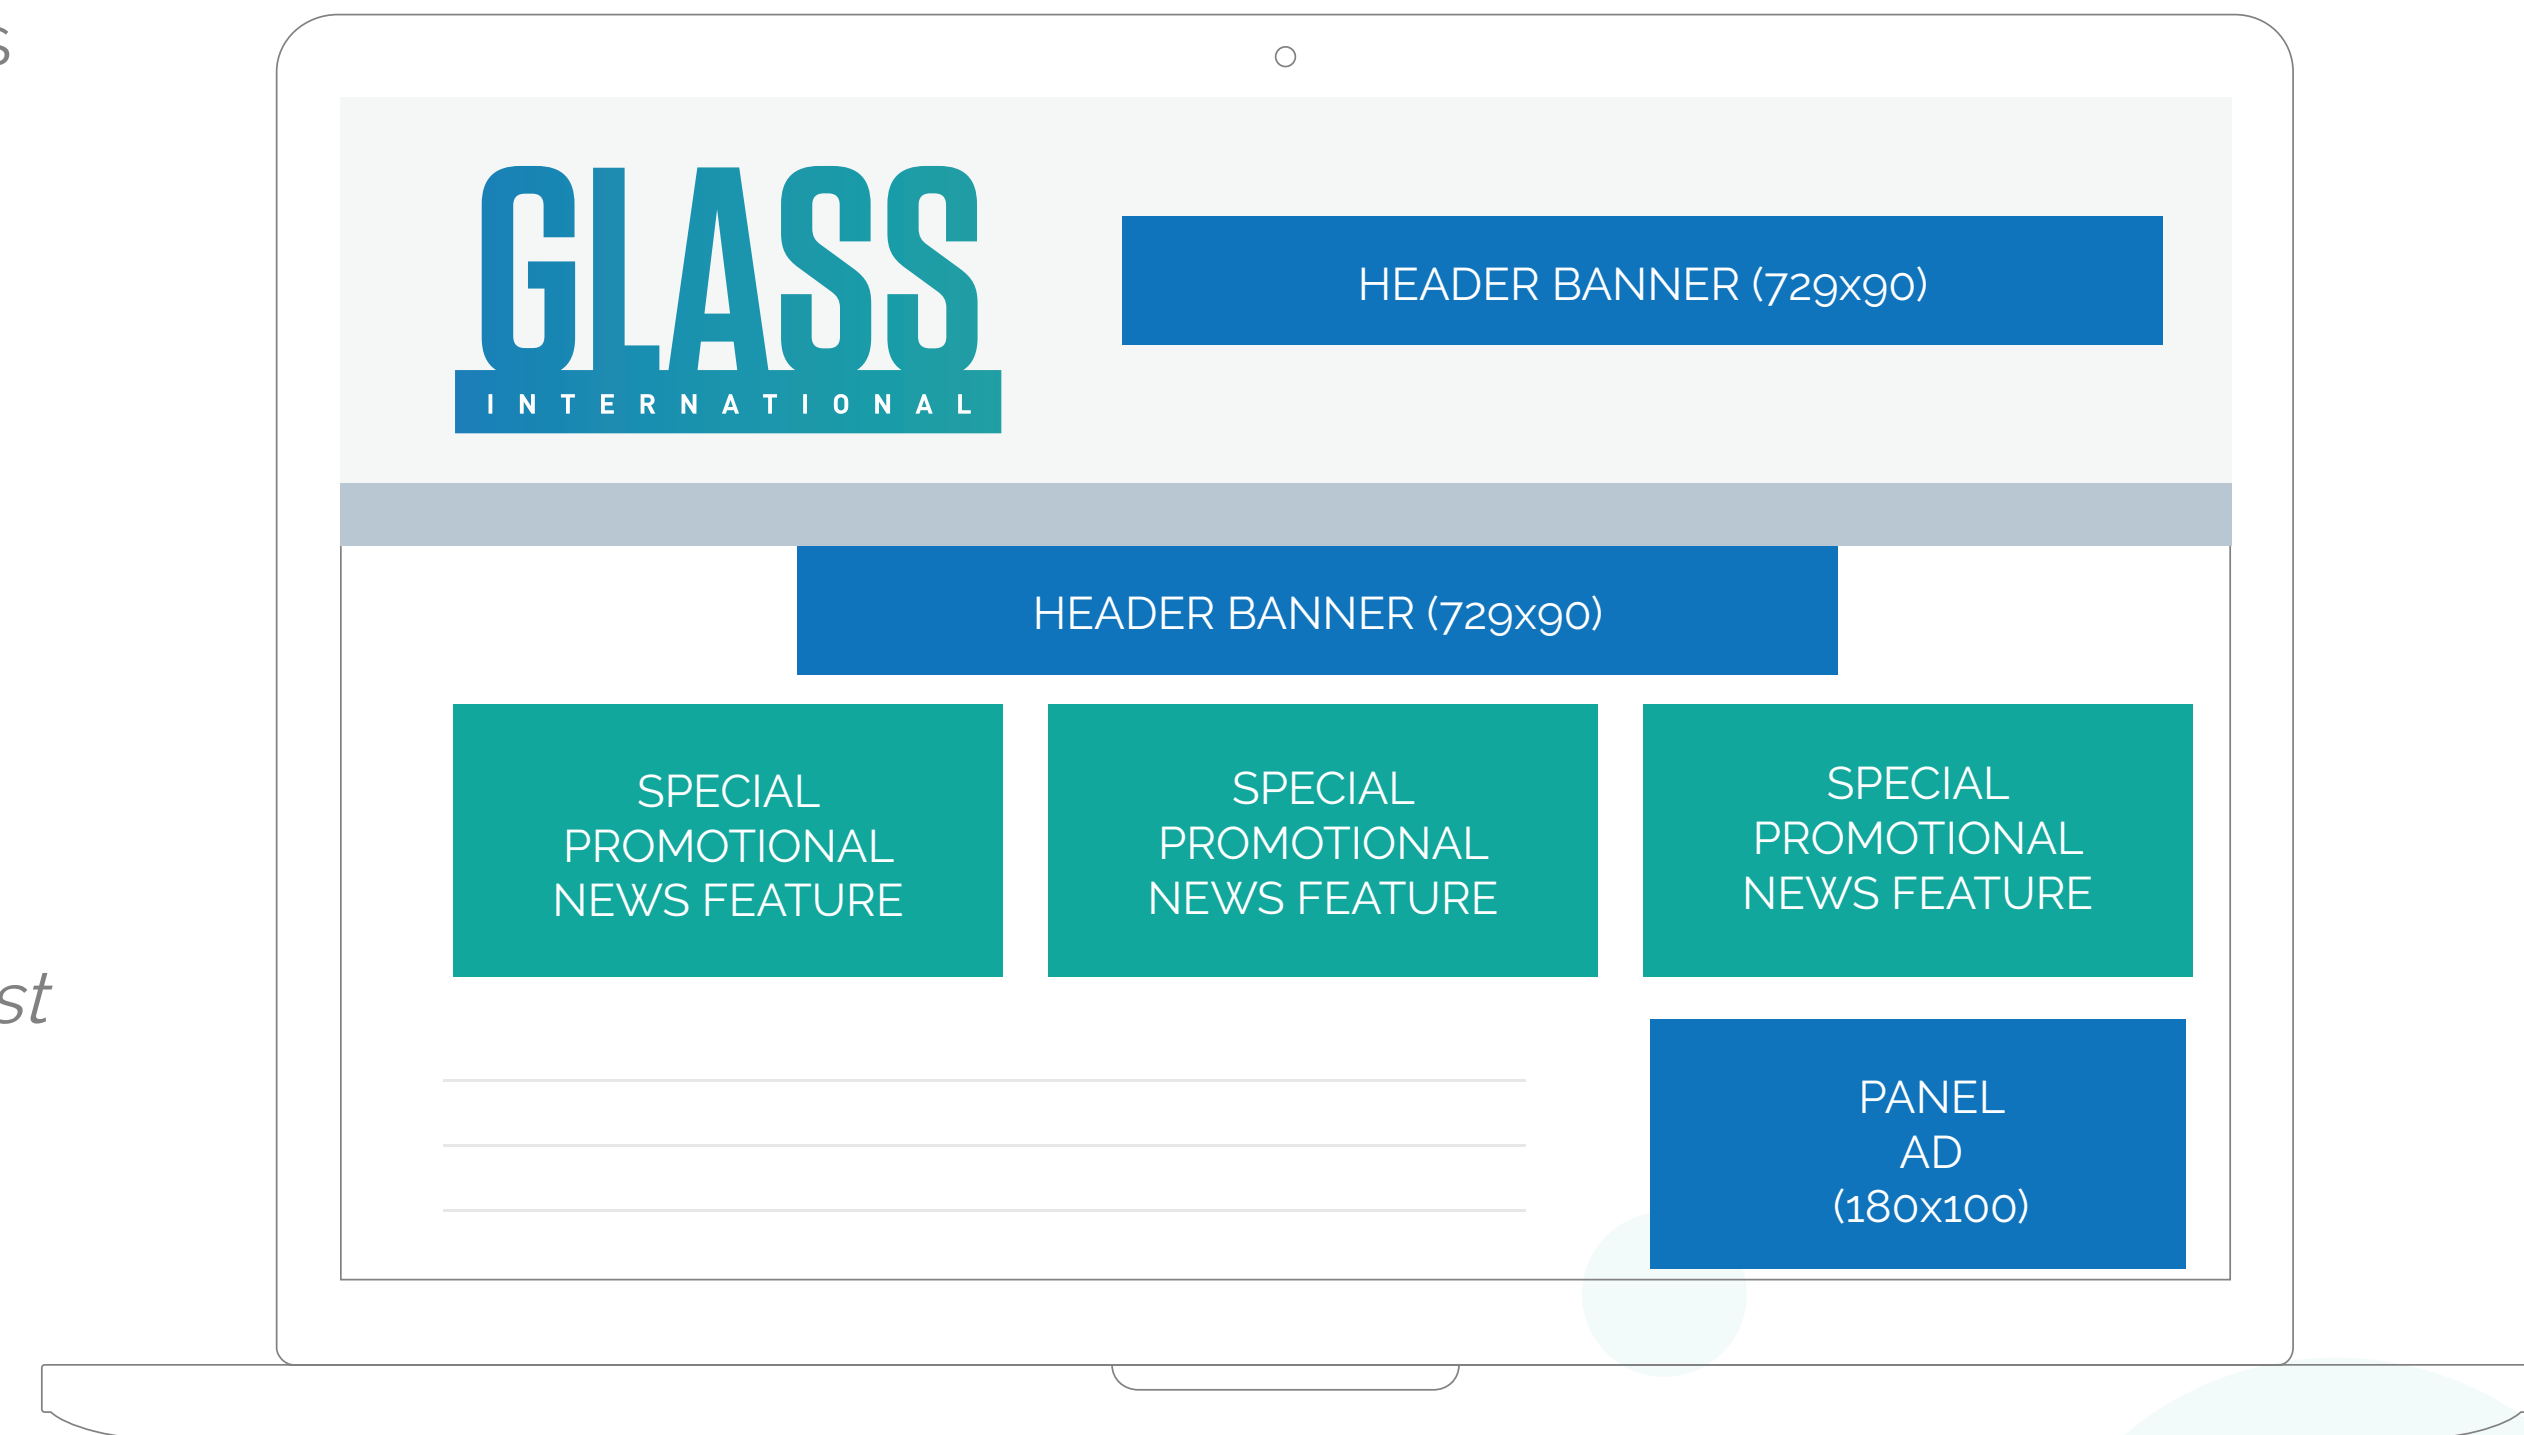 s
GLASS
INTERNATIONAL
HEADER BANNER (729x90)
HEADER BANNER (729x90)
SPECIAL
PROMOTIONAL
NEWS FEATURE
SPECIAL
PROMOTIONAL
NEWS FEATURE
SPECIAL
PROMOTIONAL
NEWS FEATURE
st
PANEL
AD
(180x100)